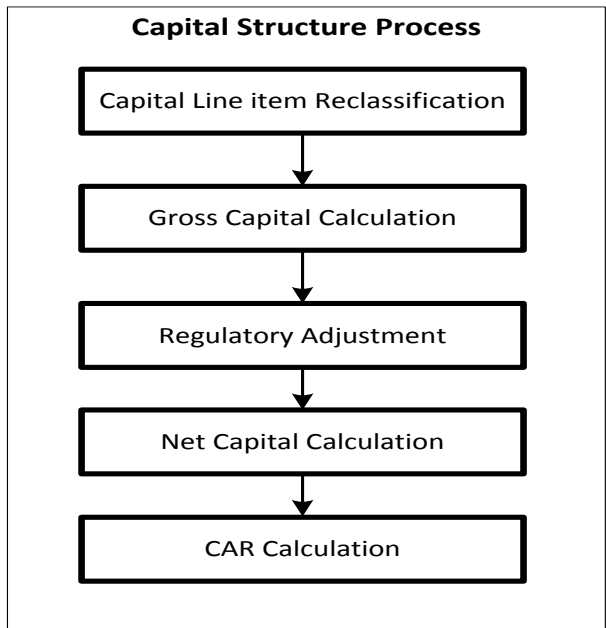 Capital Structure Process
Capital Line item Reclassification
Gross Capital Calculation
Regulatory Adjustment
Net Capital Calculation
CAR Calculation